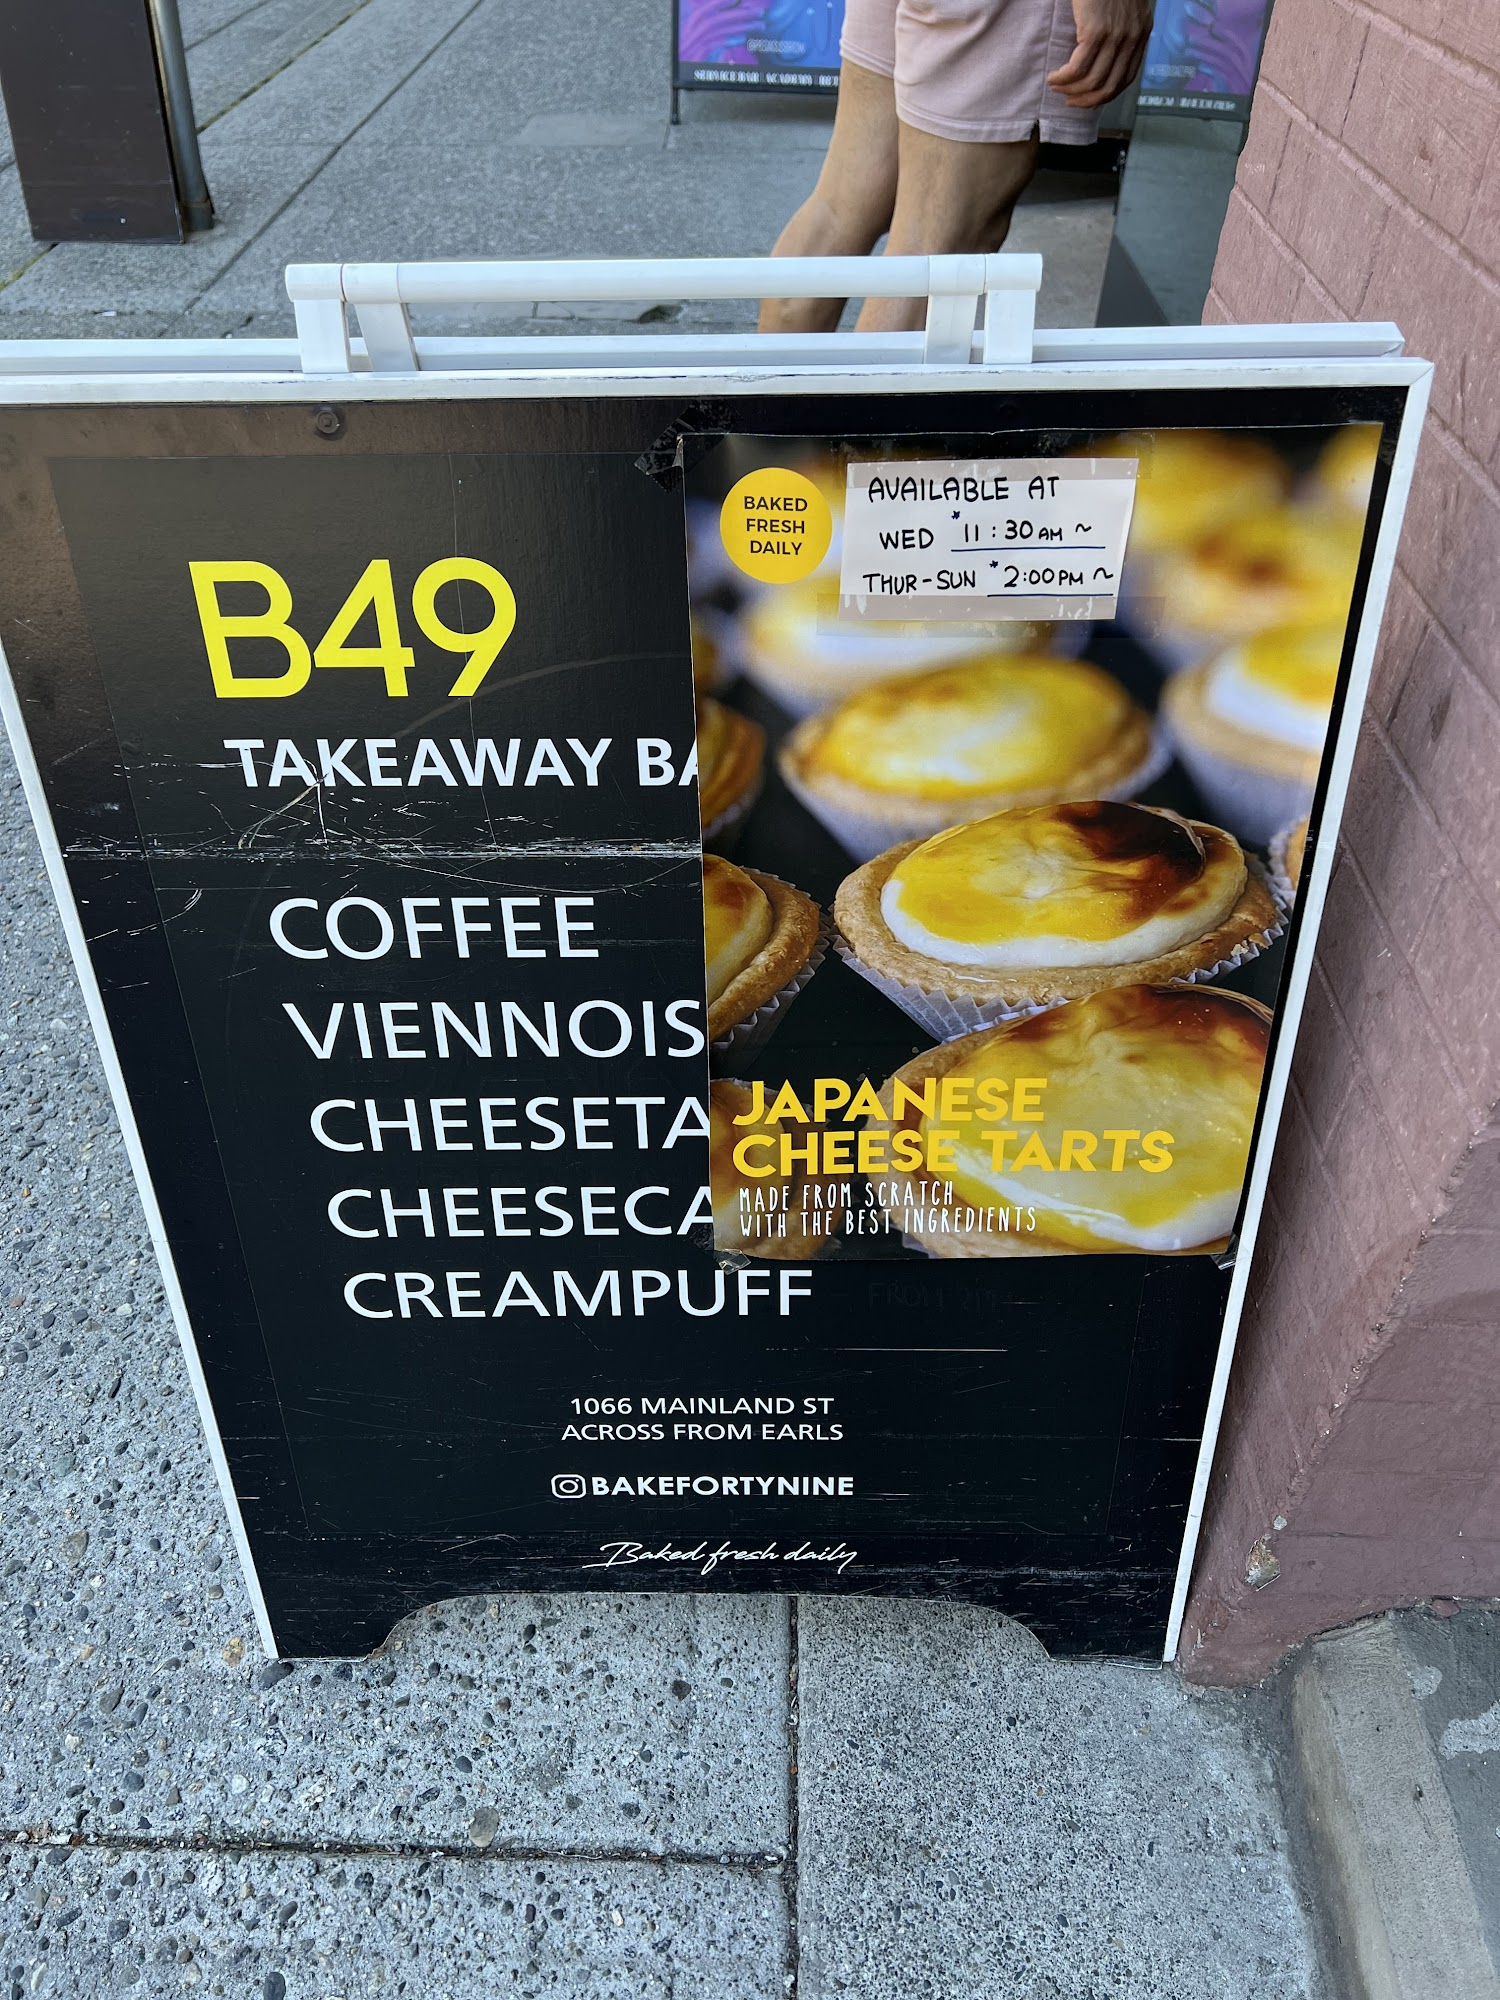 B49
TAKEAWAY BA
COFFEE
VIENNOIS
CHEESETA
CHEESECA
CREAMPUFF
BAKED
FRESH
DAILY
AVAILABLE AT
WED *11:30AM ~
THUR-SUN *2:00PM ~
JAPANESE
CHEESE TARTS
MADE FROM SCRATCH
WITH THE BEST INGREDIENTS
1066 MAINLAND ST
ACROSS FROM EARLS
BAKEFORTYNINE
Baked fresh daily